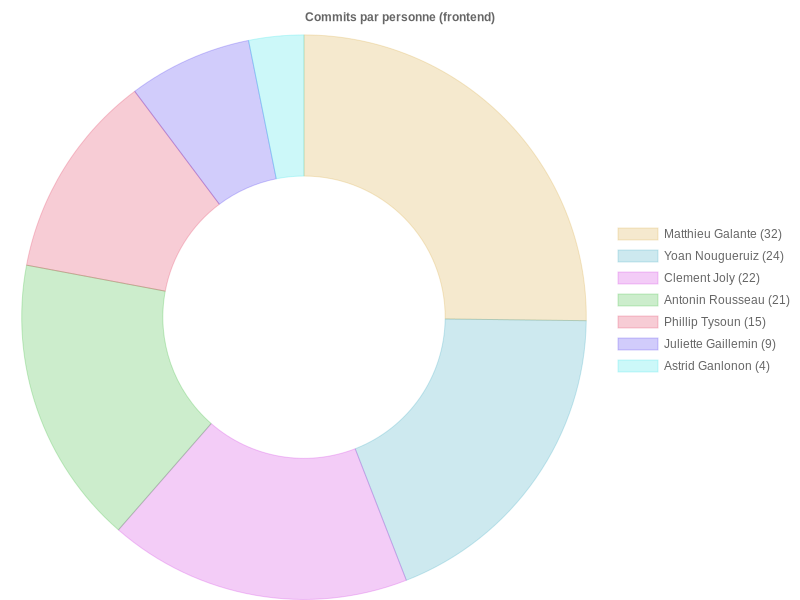 Commits par personne (frontend)
Matthieu Galante (32)
Yoan Nougueruiz (24)
Clement Joly (22)
Antonin Rousseau (21)
Phillip Tysoun (15)
Juliette Gaillemin (9)
Astrid Ganlonon (4)